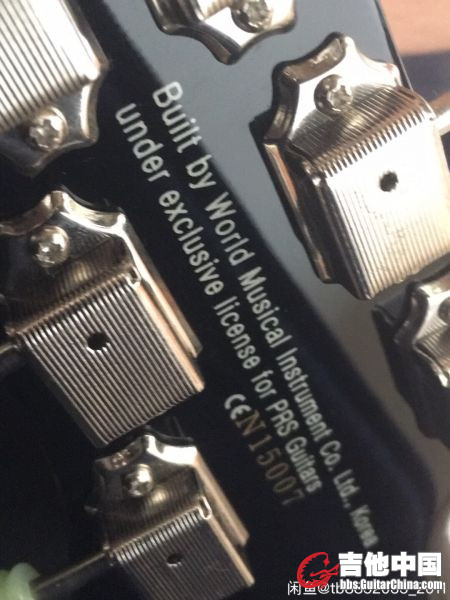 Built by World Musical Instrument Co. Ltd., Korea
under exclusive license for PRS Guitars
CE N15007
吉他中国
bbs.GuitarChina.com